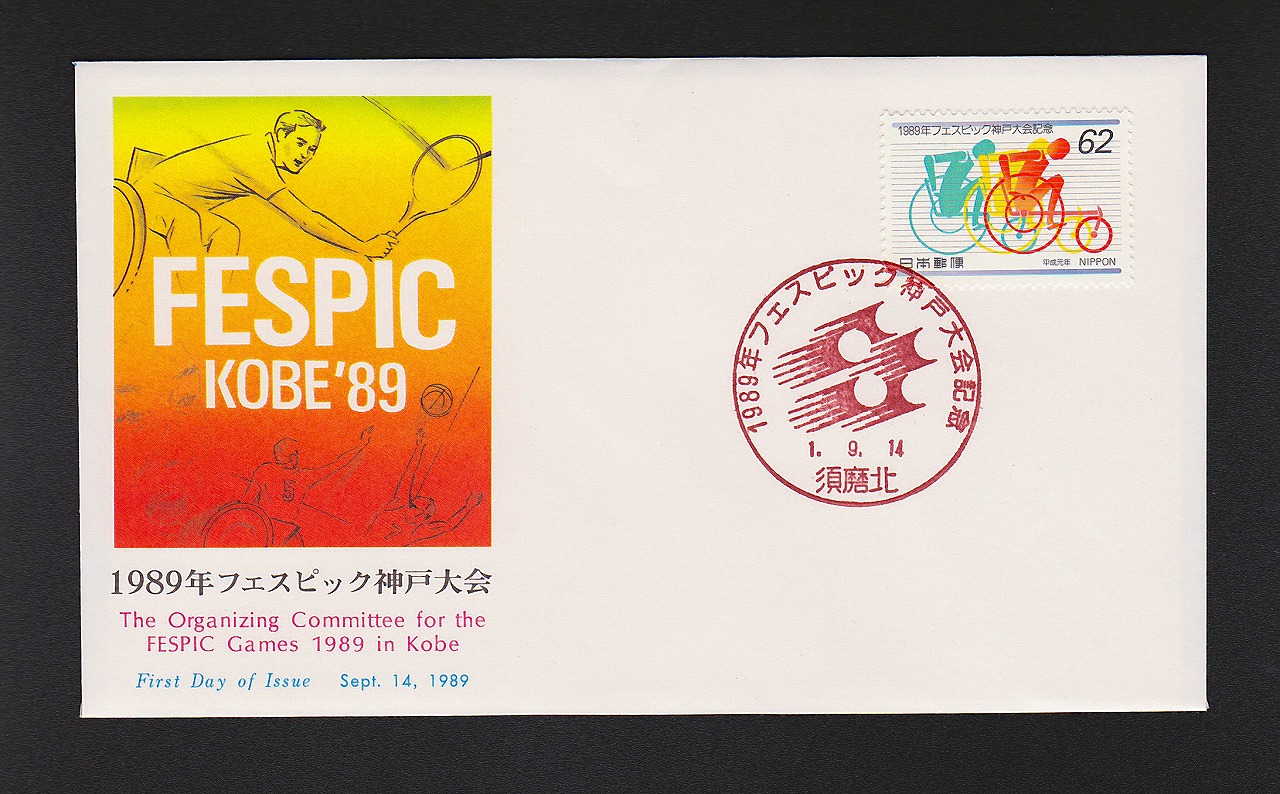 FESPIC
KOBE'89
5
1989年フェスピック神戸大会
The Organizing Committee for the
FESPIC Games 1989 in Kobe
First Day of Issue Sept. 14, 1989
1989年フェスピック神戸大会記念
62
日本郵便 平成元年 NIPPON
1989年フェスピック神戸大会記念
1. 9. 14
須磨北